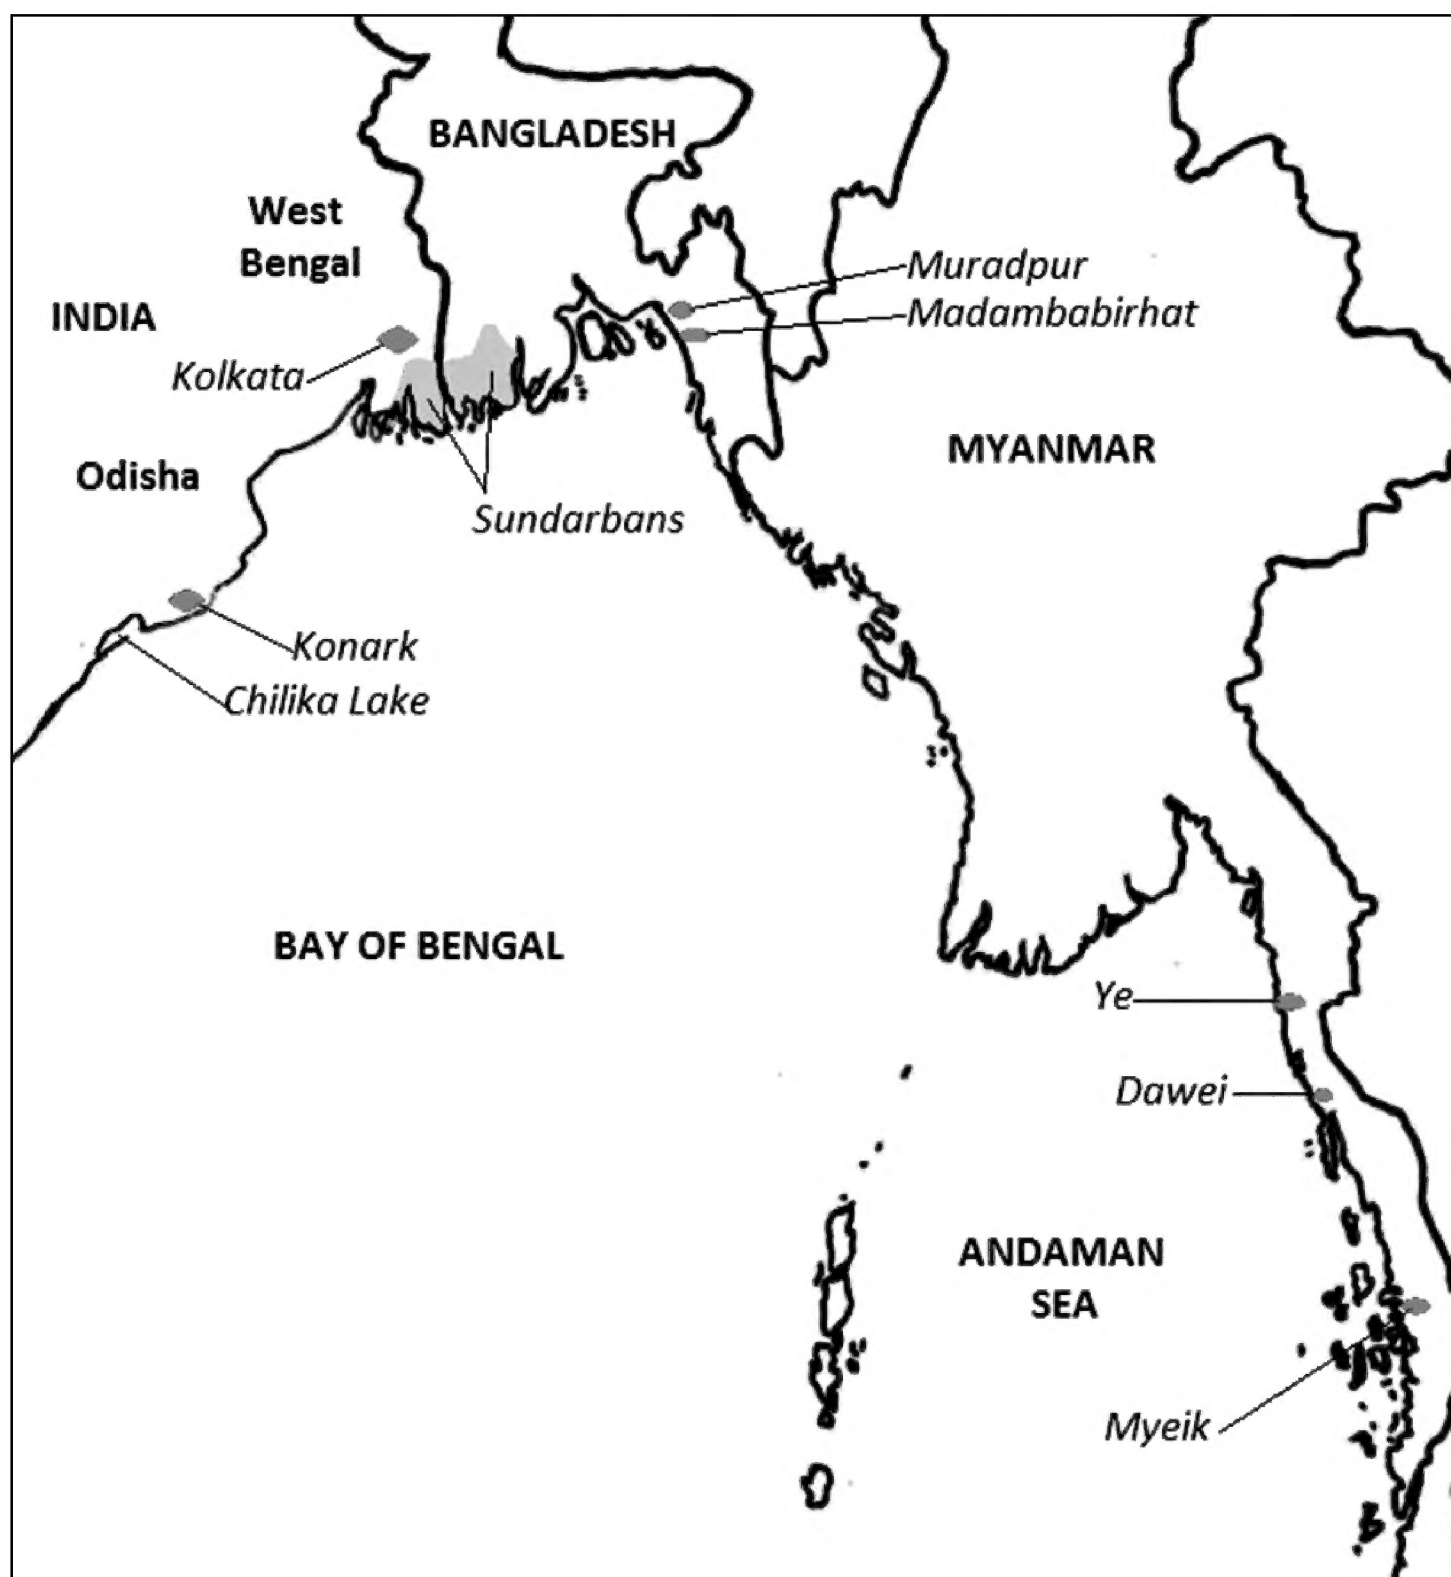 BANGLADESH
West
Bengal
INDIA
Muradpur
Madambabirhat
Kolkata
MYANMAR
Odisha
Sundarbans
Konark
Chilika Lake
BAY OF BENGAL
Ye
Dawei
ANDAMAN
SEA
Myeik